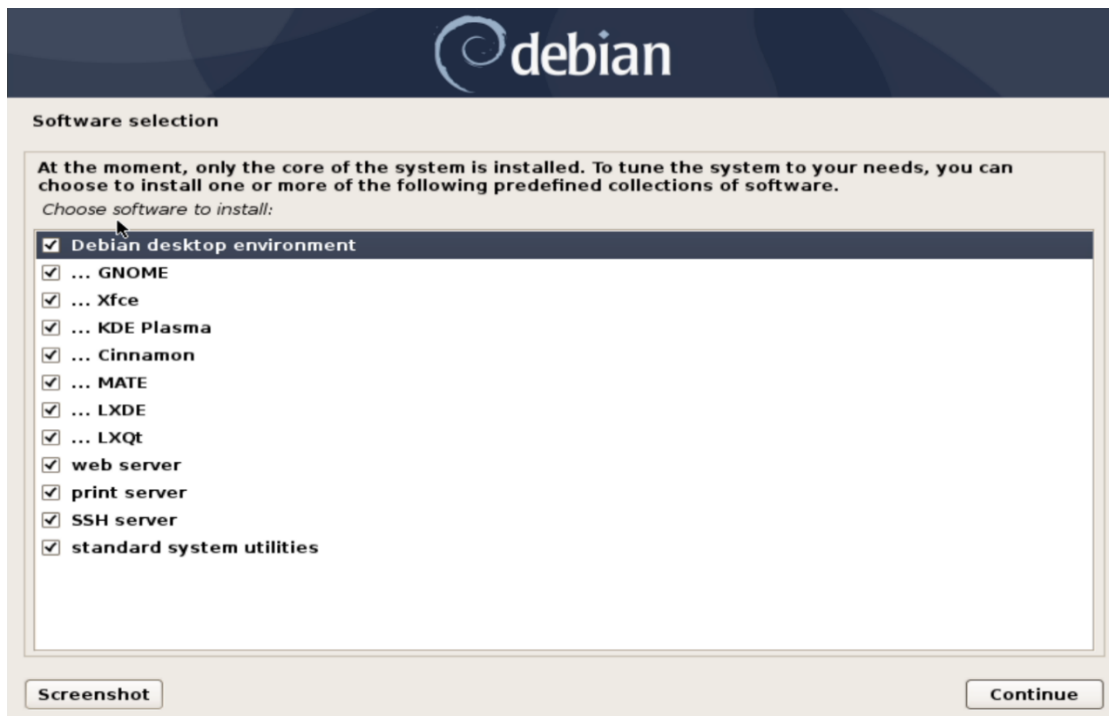 debian
Software selection
At the moment, only the core of the system is installed. To tune the system to your needs, you can
choose to install one or more of the following predefined collections of software.
Choose software to install:
Debian desktop environment
... GNOME
... Xfce
... KDE Plasma
... Cinnamon
... MATE
... LXDE
... LXQt
web server
print server
SSH server
standard system utilities
Screenshot
Continue